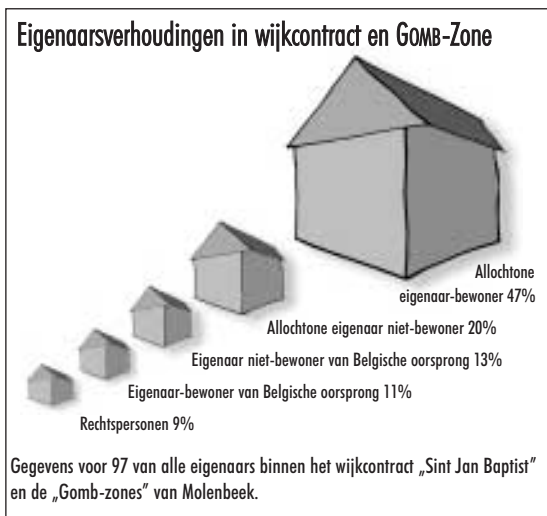 Eigenaarsverhoudingen in wijkcontract en GOMB-Zone
Allochtone
eigenaar-bewoner 47%
Allochtone eigenaar niet-bewoner 20%
Eigenaar niet-bewoner van Belgische oorsprong 13%
Eigenaar-bewoner van Belgische oorsprong 11%
Rechtspersonen 9%
Gegevens voor 97 van alle eigenaars binnen het wijkcontract „Sint Jan Baptist”
en de „Gomb-zones” van Molenbeek.